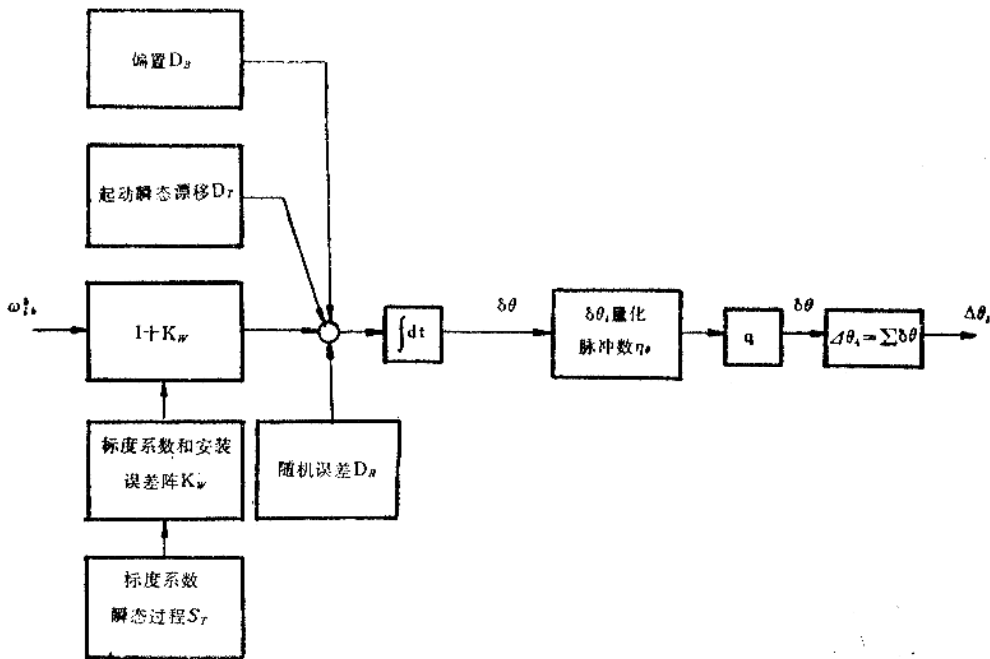 偏置D_B
起动瞬态漂移D_T
ω^b_{ib}
1+K_W
∫dt
δθ
δθ_i量化
脉冲数η_θ
q
δθ
Δθ_i=∑δθ
Δθ_i
标度系数和安装
误差阵K_W
随机误差D_R
标度系数
瞬态过程S_T